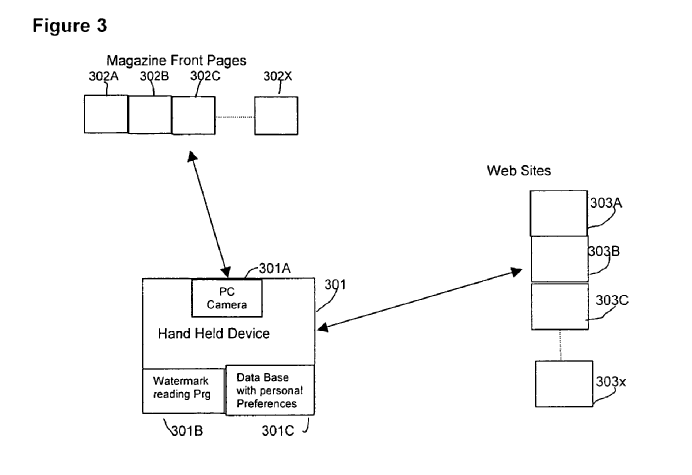 Figure 3
Magazine Front Pages
302A 302B 302C 302X
Web Sites
303A
303B
303C
303x
301A
301
PC
Camera
Hand Held Device
Watermark
reading Prg
Data Base
with personal
Preferences
301B 301C